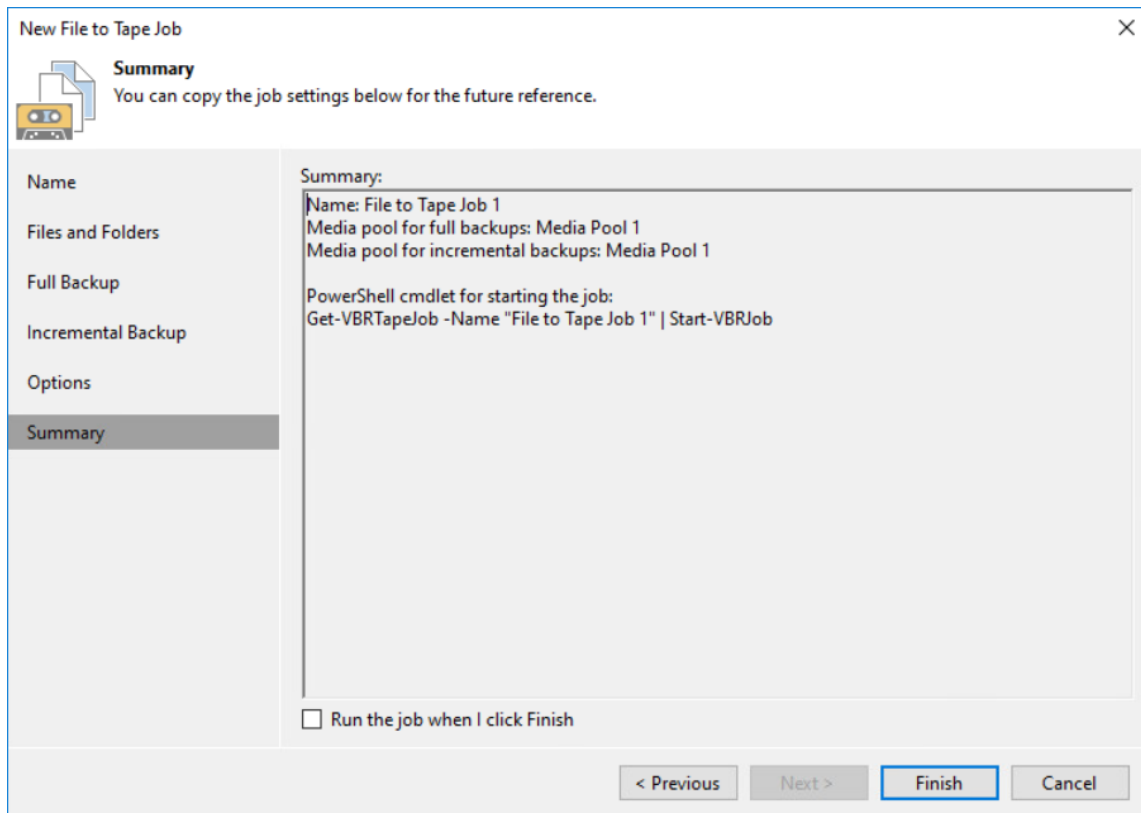 New File to Tape Job
Summary
You can copy the job settings below for the future reference.
Name
Files and Folders
Full Backup
Incremental Backup
Options
Summary
Summary:
Name: File to Tape Job 1
Media pool for full backups: Media Pool 1
Media pool for incremental backups: Media Pool 1
PowerShell cmdlet for starting the job:
Get-VBRTapeJob -Name "File to Tape Job 1" | Start-VBRJob
Run the job when I click Finish
< Previous
Next >
Finish
Cancel